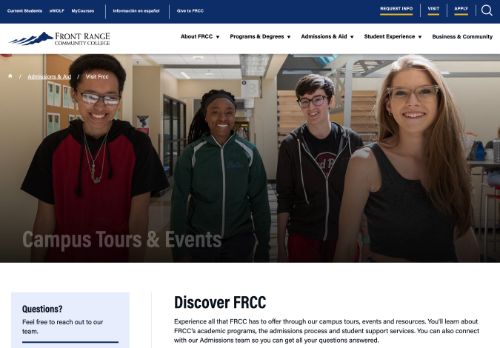 Current Students eWOLF MyCourses Información en español Give to FRCC REQUEST INFO VISIT APPLY
FRONT RANGE
COMMUNITY COLLEGE
About FRCC Programs & Degrees Admissions & Aid Student Experience Business & Community
/ Admissions & Aid / Visit Frcc
Campus Tours & Events
Questions?
Feel free to reach out to our
team.
Discover FRCC
Experience all that FRCC has to offer through our campus tours, events and resources. You'll learn about
FRCC's academic programs, the admissions process and student support services. You can also connect
with our Admissions team so you can get all your questions answered.